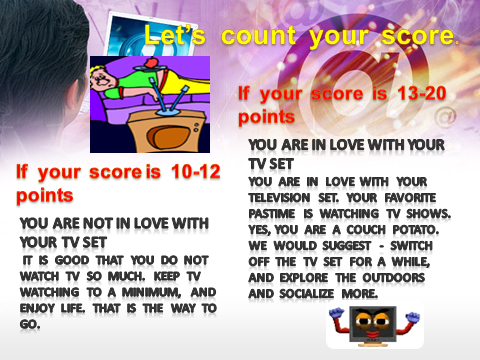 Let's count your score.
If your score is 10-12
points
YOU ARE NOT IN LOVE WITH
YOUR TV SET
IT IS GOOD THAT YOU DO NOT
WATCH TV SO MUCH. KEEP TV
WATCHING TO A MINIMUM, AND
ENJOY LIFE. THAT IS THE WAY TO
GO.
If your score is 13-20
points
YOU ARE IN LOVE WITH YOUR
TV SET
YOU ARE IN LOVE WITH YOUR
TELEVISION SET. YOUR FAVORITE
PASTIME IS WATCHING TV SHOWS.
YES, YOU ARE A COUCH POTATO.
WE WOULD SUGGEST - SWITCH
OFF THE TV SET FOR A WHILE,
AND EXPLORE THE OUTDOORS
AND SOCIALIZE MORE.